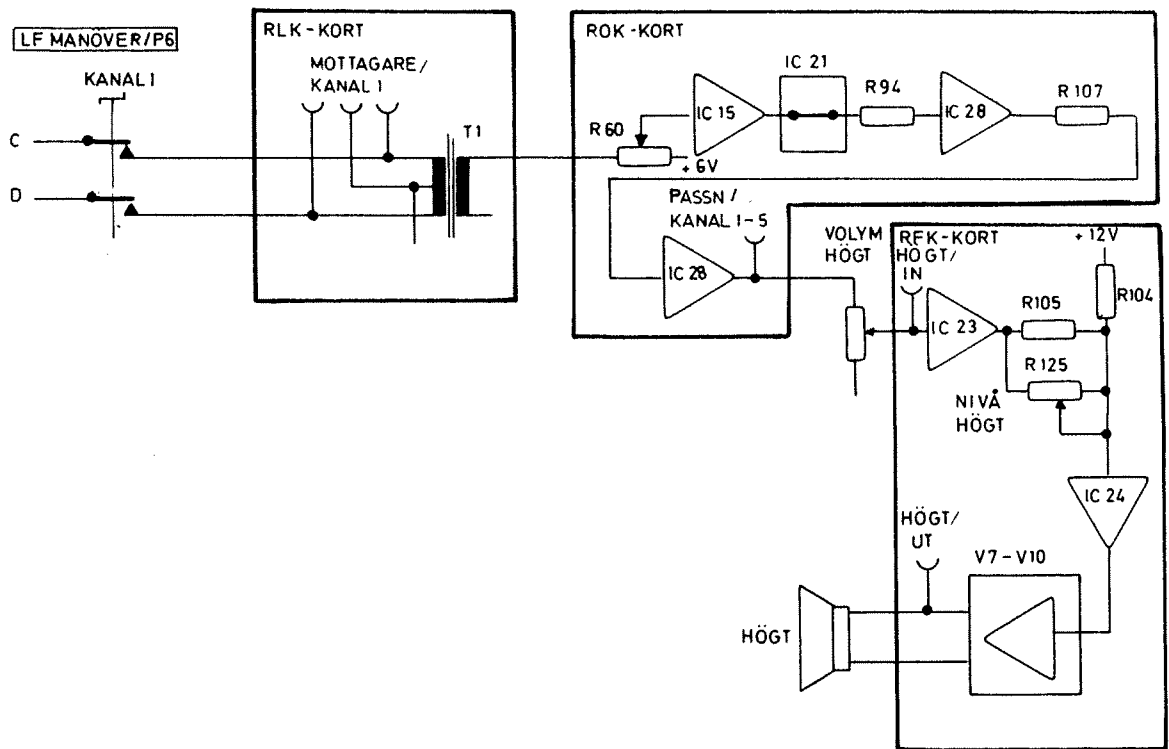 LF MANÖVER/P6
KANAL 1
C
D
RLK-KORT
MOTTAGARE/
KANAL 1
T1
ROK-KORT
IC 21
IC 15
R94
IC 28
R 107
R60
+ 6V
PASSN /
KANAL 1-5
IC 28
VOLYM
HÖGT
RFK-KORT
HÖGT/
IN
+ 12V
IC 23
R105
R104
R 125
NIVÅ
HÖGT
IC 24
HÖGT/
UT
V7-V10
HÖGT